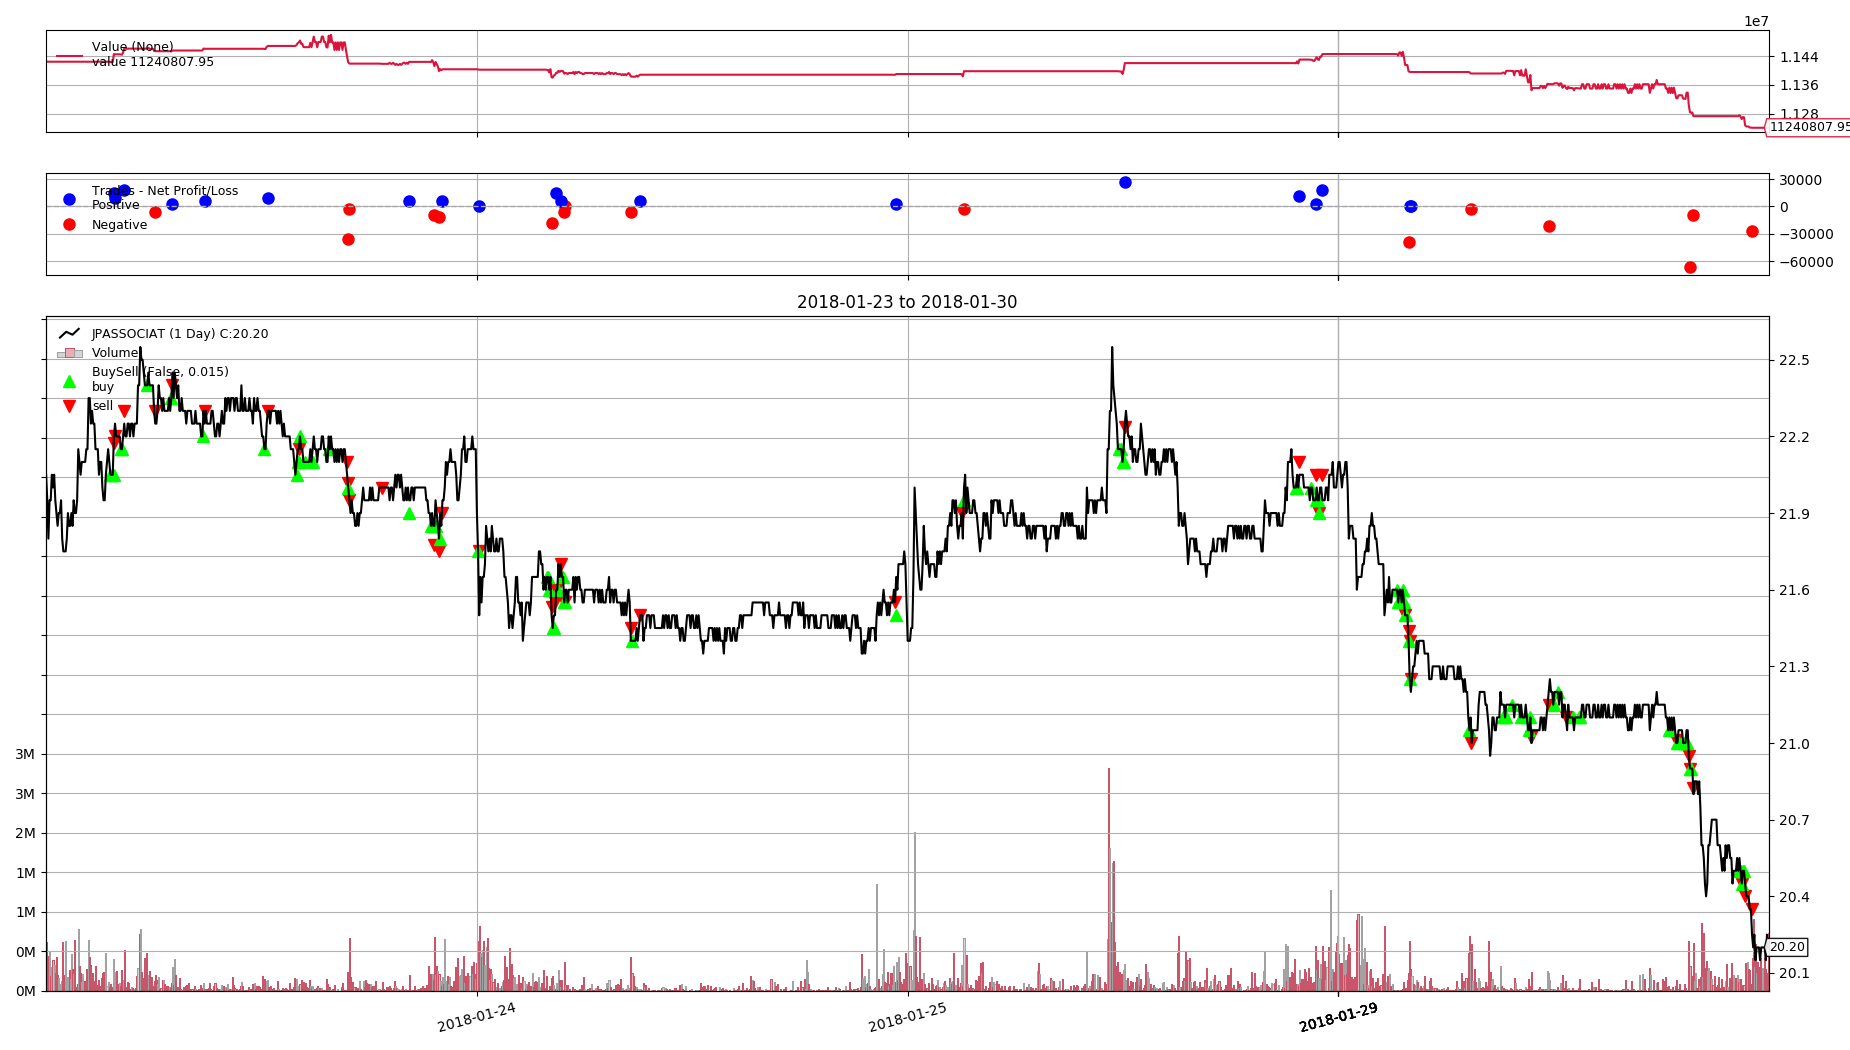 1e7
Value (None)
value 11240807.95
1.144
1.136
1.128
11240807.95
Trades - Net Profit/Loss
Positive
Negative
30000
0
−30000
−60000
2018-01-23 to 2018-01-30
JPASSOCIAT (1 Day) C:20.20
Volume
BuySell (False, 0.015)
buy
sell
22.5
22.2
21.9
21.6
21.3
21.0
20.7
20.4
20.20
20.1
3M
3M
2M
1M
1M
0M
0M
2018-01-24
2018-01-25
2018-01-29